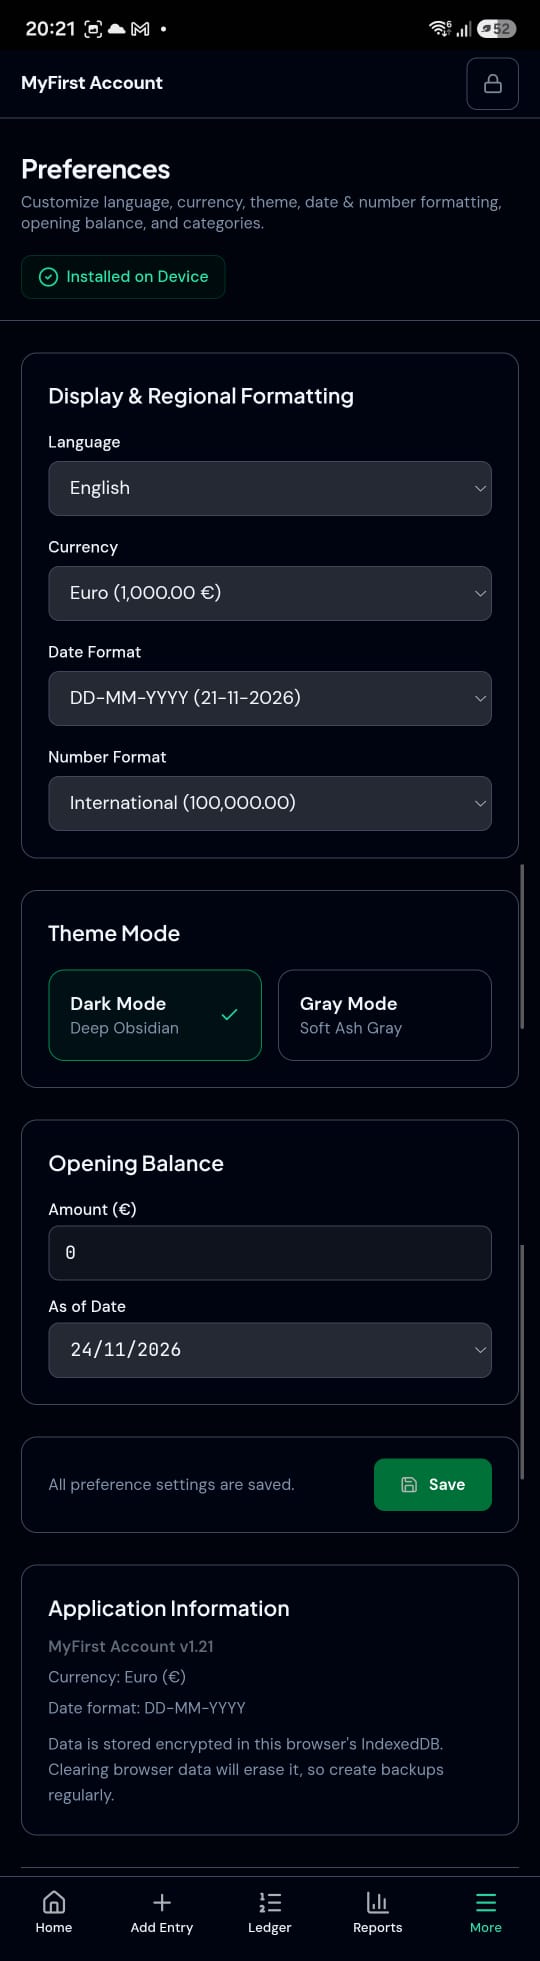 20:21
6
52
MyFirst Account
Preferences
Customize language, currency, theme, date & number formatting,
opening balance, and categories.
Installed on Device
Display & Regional Formatting
Language
English
Currency
Euro (1,000.00 €)
Date Format
DD-MM-YYYY (21-11-2026)
Number Format
International (100,000.00)
Theme Mode
Dark Mode
Deep Obsidian
Gray Mode
Soft Ash Gray
Opening Balance
Amount (€)
0
As of Date
24/11/2026
All preference settings are saved.
Save
Application Information
MyFirst Account v1.21
Currency: Euro (€)
Date format: DD-MM-YYYY
Data is stored encrypted in this browser's IndexedDB.
Clearing browser data will erase it, so create backups
regularly.
Home
Add Entry
Ledger
Reports
More